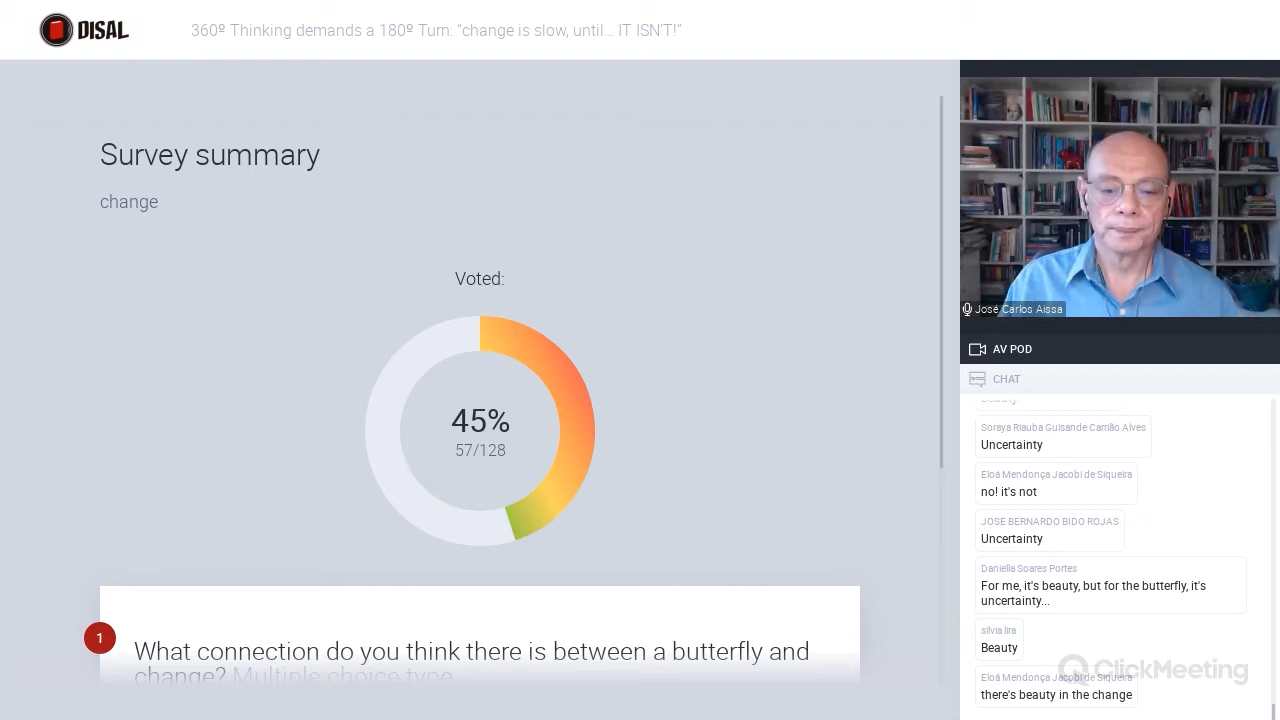 DISAL
360º Thinking demands a 180º Turn: “change is slow, until... IT ISN'T!”
Survey summary
change
Voted:
45%
57/128
1
What connection do you think there is between a butterfly and
change? Multiple choice type
José Carlos Aissa
AV POD
CHAT
Beauty!
Soraya Riauba Guisande Carrião Alves
Uncertainty
Eloá Mendonça Jacobi de Siqueira
no! it's not
JOSE BERNARDO BIDO ROJAS
Uncertainty
Daniella Soares Portes
For me, it's beauty, but for the butterfly, it's
uncertainty...
silvia lira
Beauty
Eloá Mendonça Jacobi de Siqueira
there's beauty in the change
ClickMeeting